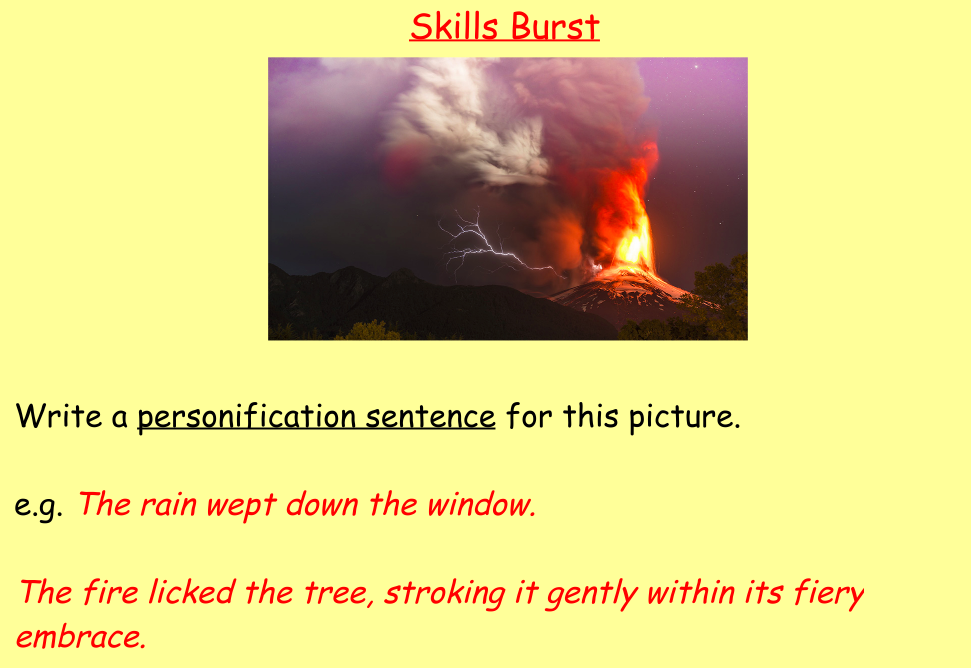 Skills Burst
Write a personification sentence for this picture.
e.g. The rain wept down the window.
The fire licked the tree, stroking it gently within its fiery
embrace.